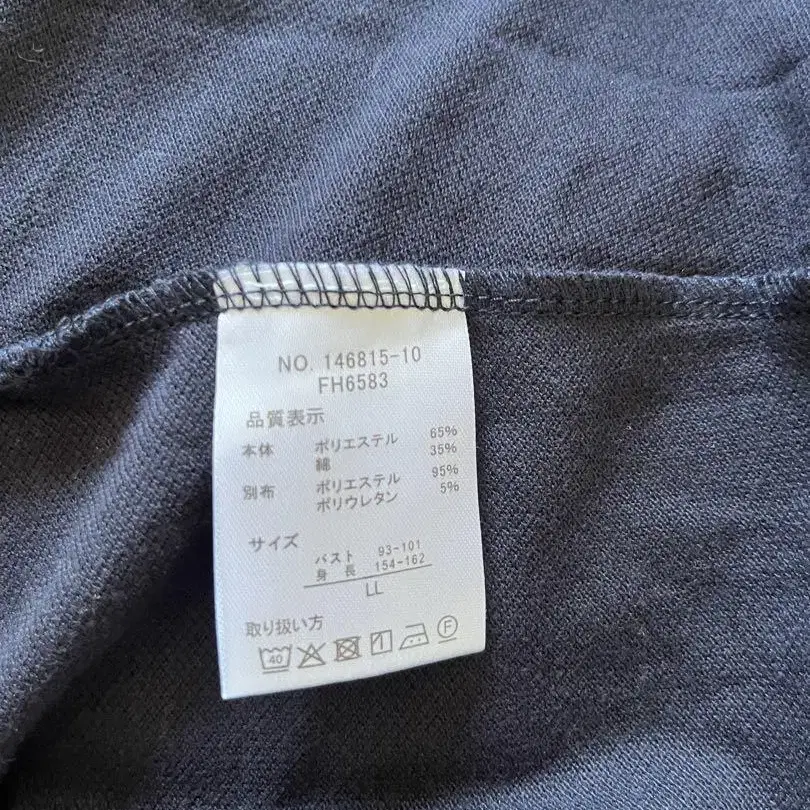 NO. 146815-10
FH6583
品質表示
本体 ポリエステル 65%
綿 35%
別布 ポリエステル 95%
ポリウレタン 5%
サイズ
バスト 93-101
身長 154-162
LL
取り扱い方
40 F